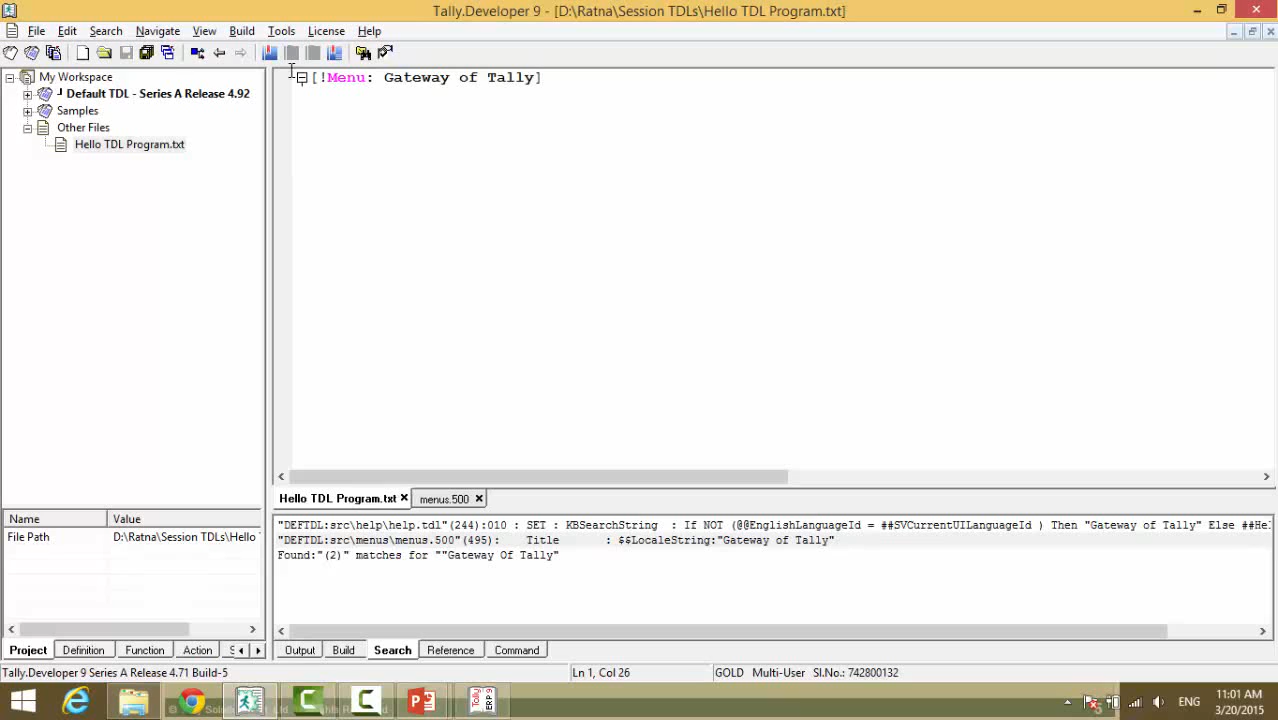 Tally.Developer 9 - [D:\Ratna\Session TDLs\Hello TDL Program.txt]
File Edit Search Navigate View Build Tools License Help
My Workspace
Default TDL - Series A Release 4.92
Samples
Other Files
Hello TDL Program.txt
[!Menu: Gateway of Tally]
Hello TDL Program.txt menus.500
Name Value
File Path D:\Ratna\Session TDLs\Hello
"DEFTDL:src\help\help.tdl"(244):010 : SET : KBSearchString : If NOT (@@EnglishLanguageId = ##SVCurrentUILanguageId ) Then "Gateway of Tally" Else ##He
"DEFTDL:src\menus\menus.500"(495): Title : $$LocaleString:"Gateway of Tally"
Found:"(2)" matches for ""Gateway Of Tally"
Project Definition Function Action S
Output Build Search Reference Command
Tally.Developer 9 Series A Release 4.71 Build-5
Ln 1, Col 26
GOLD Multi-User Sl.No.: 742800132
Tally ERP 9
ENG
11:01 AM
3/20/2015